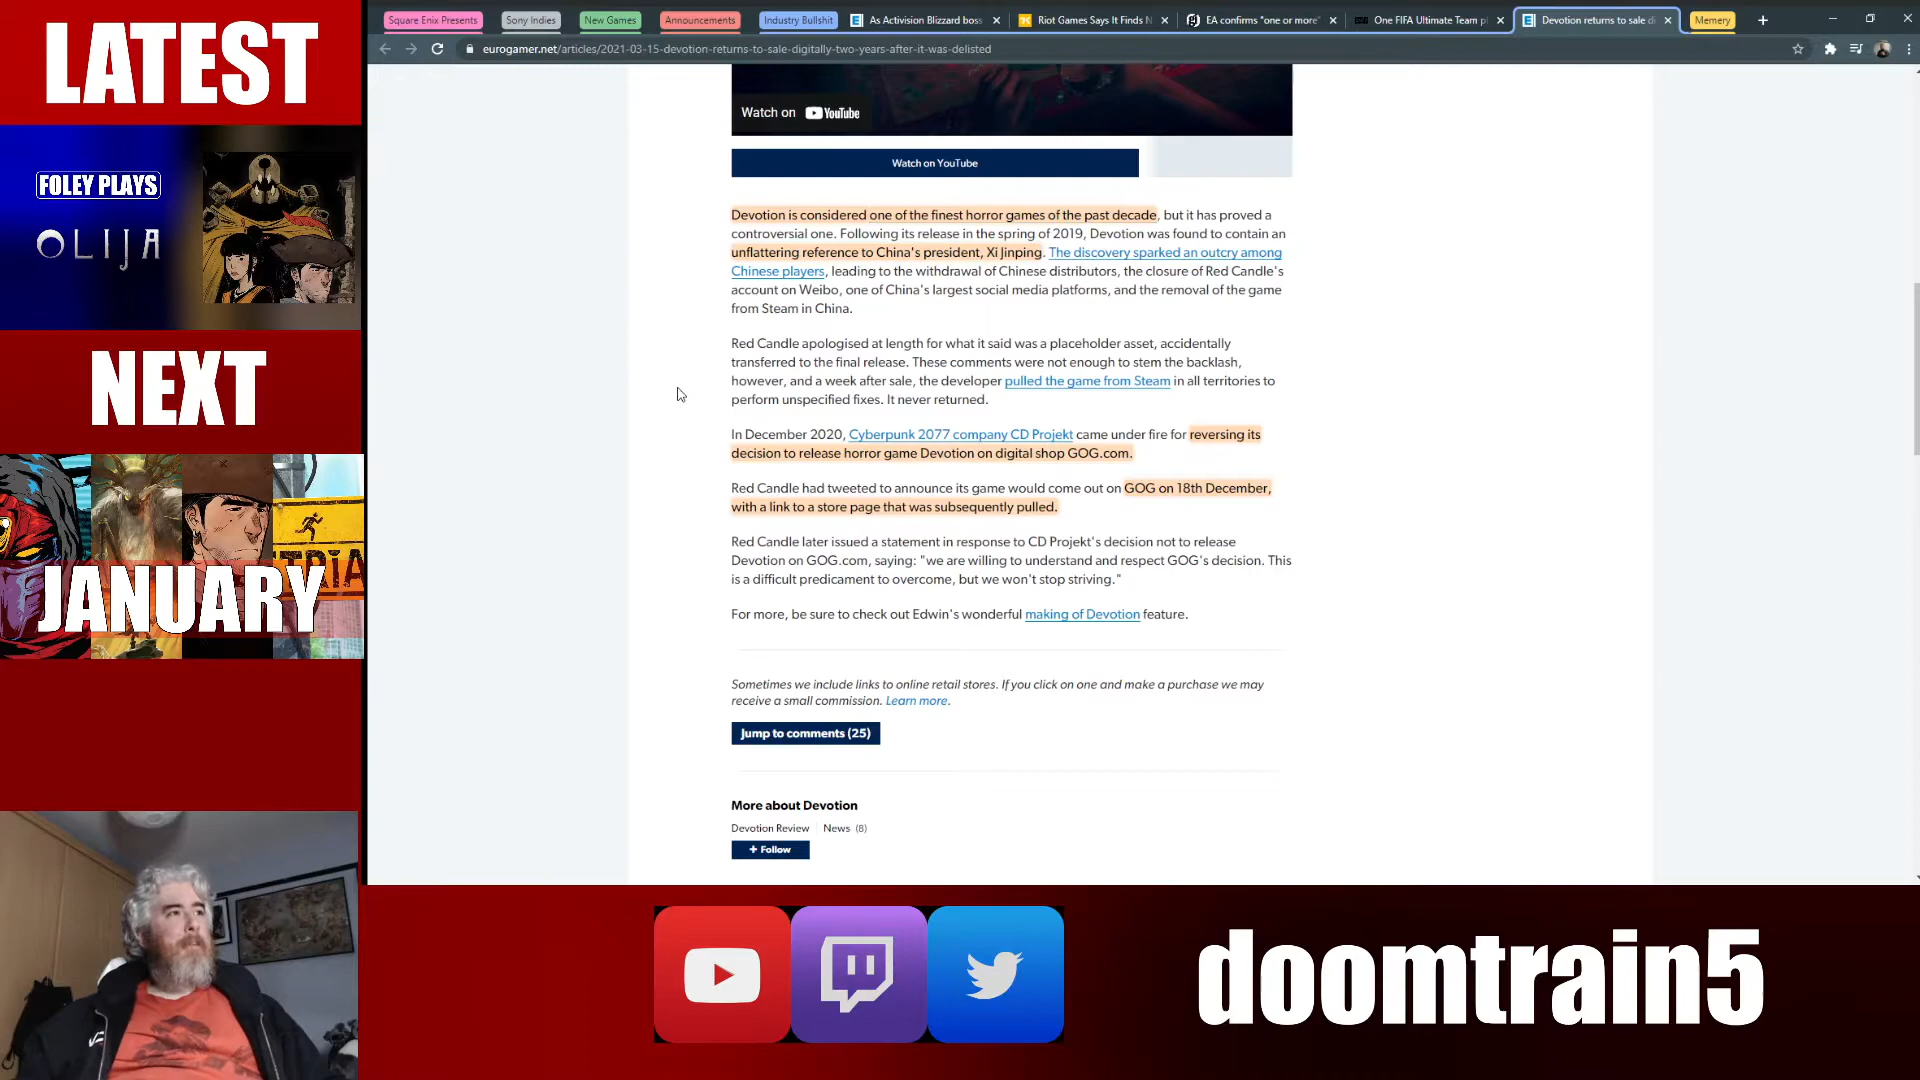 LATEST
FOLEY PLAYS
OLIJA
NEXT
JANUARY
Square Enix Presents
Sony Indies
New Games
Announcements
Industry Bullshit
As Activision Blizzard boss
Riot Games Says It Finds N
EA confirms "one or more"
One FIFA Ultimate Team p
Devotion returns to sale d
Memery
eurogamer.net/articles/2021-03-15-devotion-returns-to-sale-digitally-two-years-after-it-was-delisted
Watch on YouTube
Watch on YouTube
Devotion is considered one of the finest horror games of the past decade, but it has proved a
controversial one. Following its release in the spring of 2019, Devotion was found to contain an
unflattering reference to China's president, Xi Jinping. The discovery sparked an outcry among
Chinese players, leading to the withdrawal of Chinese distributors, the closure of Red Candle's
account on Weibo, one of China's largest social media platforms, and the removal of the game
from Steam in China.
Red Candle apologised at length for what it said was a placeholder asset, accidentally
transferred to the final release. These comments were not enough to stem the backlash,
however, and a week after sale, the developer pulled the game from Steam in all territories to
perform unspecified fixes. It never returned.
In December 2020, Cyberpunk 2077 company CD Projekt came under fire for reversing its
decision to release horror game Devotion on digital shop GOG.com.
Red Candle had tweeted to announce its game would come out on GOG on 18th December,
with a link to a store page that was subsequently pulled.
Red Candle later issued a statement in response to CD Projekt's decision not to release
Devotion on GOG.com, saying: "we are willing to understand and respect GOG's decision. This
is a difficult predicament to overcome, but we won't stop striving."
For more, be sure to check out Edwin's wonderful making of Devotion feature.
Sometimes we include links to online retail stores. If you click on one and make a purchase we may
receive a small commission. Learn more.
Jump to comments (25)
More about Devotion
Devotion Review
News (8)
+ Follow
doomtrain5